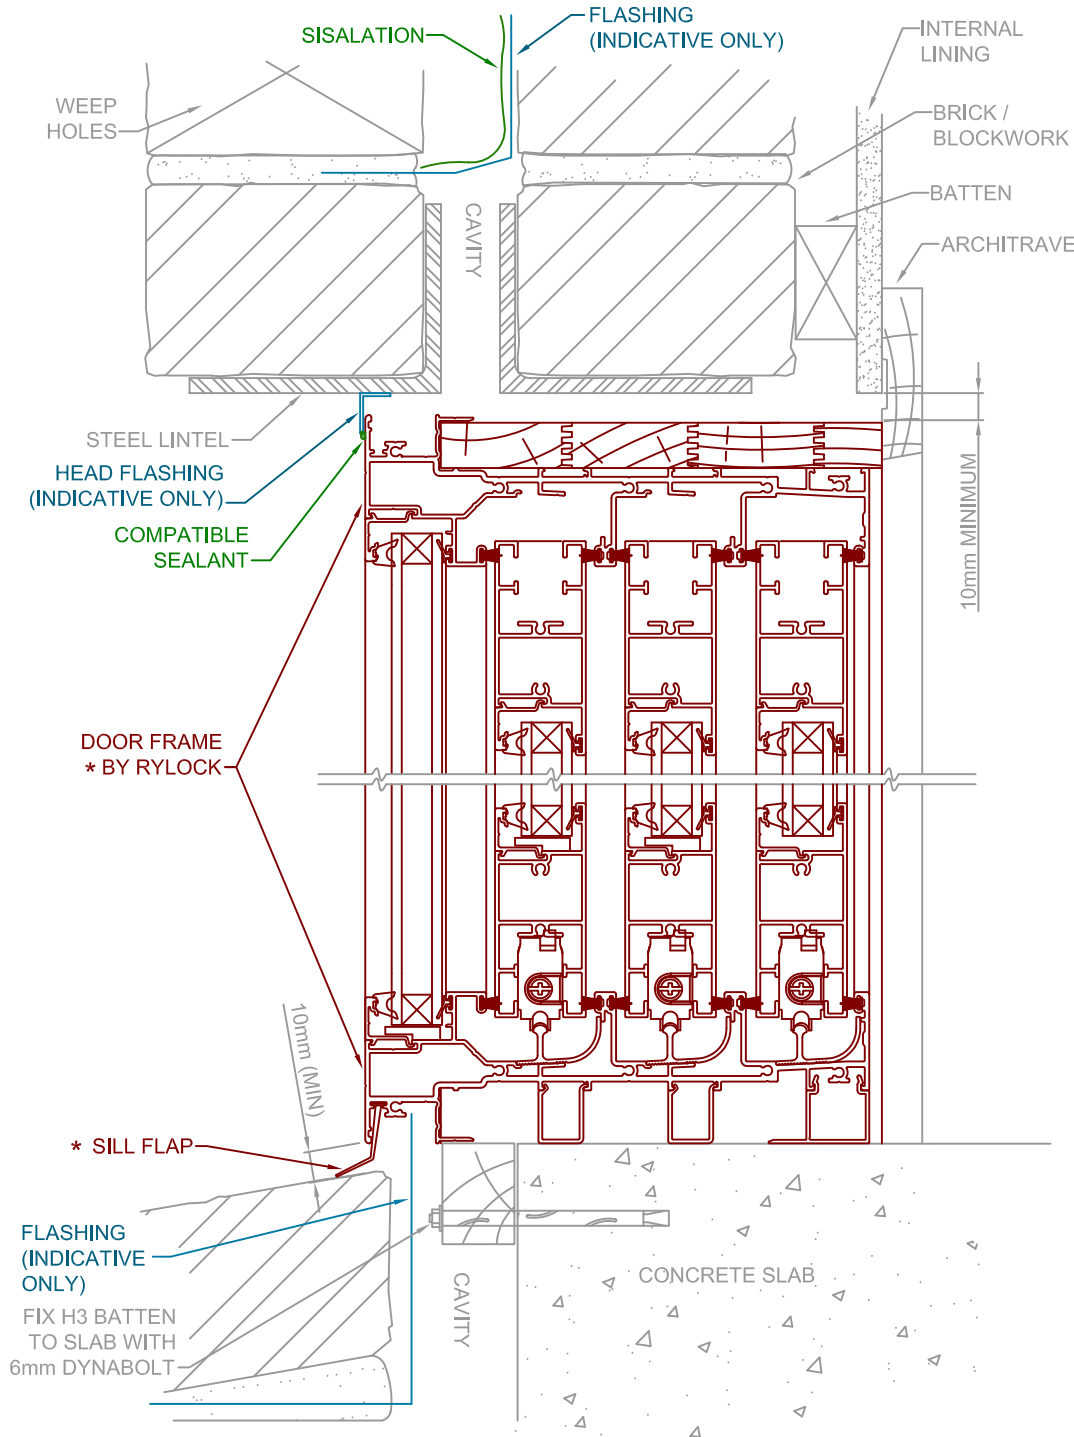 SISALATION
FLASHING
(INDICATIVE ONLY)
INTERNAL
LINING
WEEP
HOLES
BRICK /
BLOCKWORK
BATTEN
CAVITY
ARCHITRAVE
STEEL LINTEL
HEAD FLASHING
(INDICATIVE ONLY)
COMPATIBLE
SEALANT
10mm MINIMUM
DOOR FRAME
* BY RYLOCK
10mm (MIN)
* SILL FLAP
FLASHING
(INDICATIVE
ONLY)
CAVITY
CONCRETE SLAB
FIX H3 BATTEN
TO SLAB WITH
6mm DYNABOLT